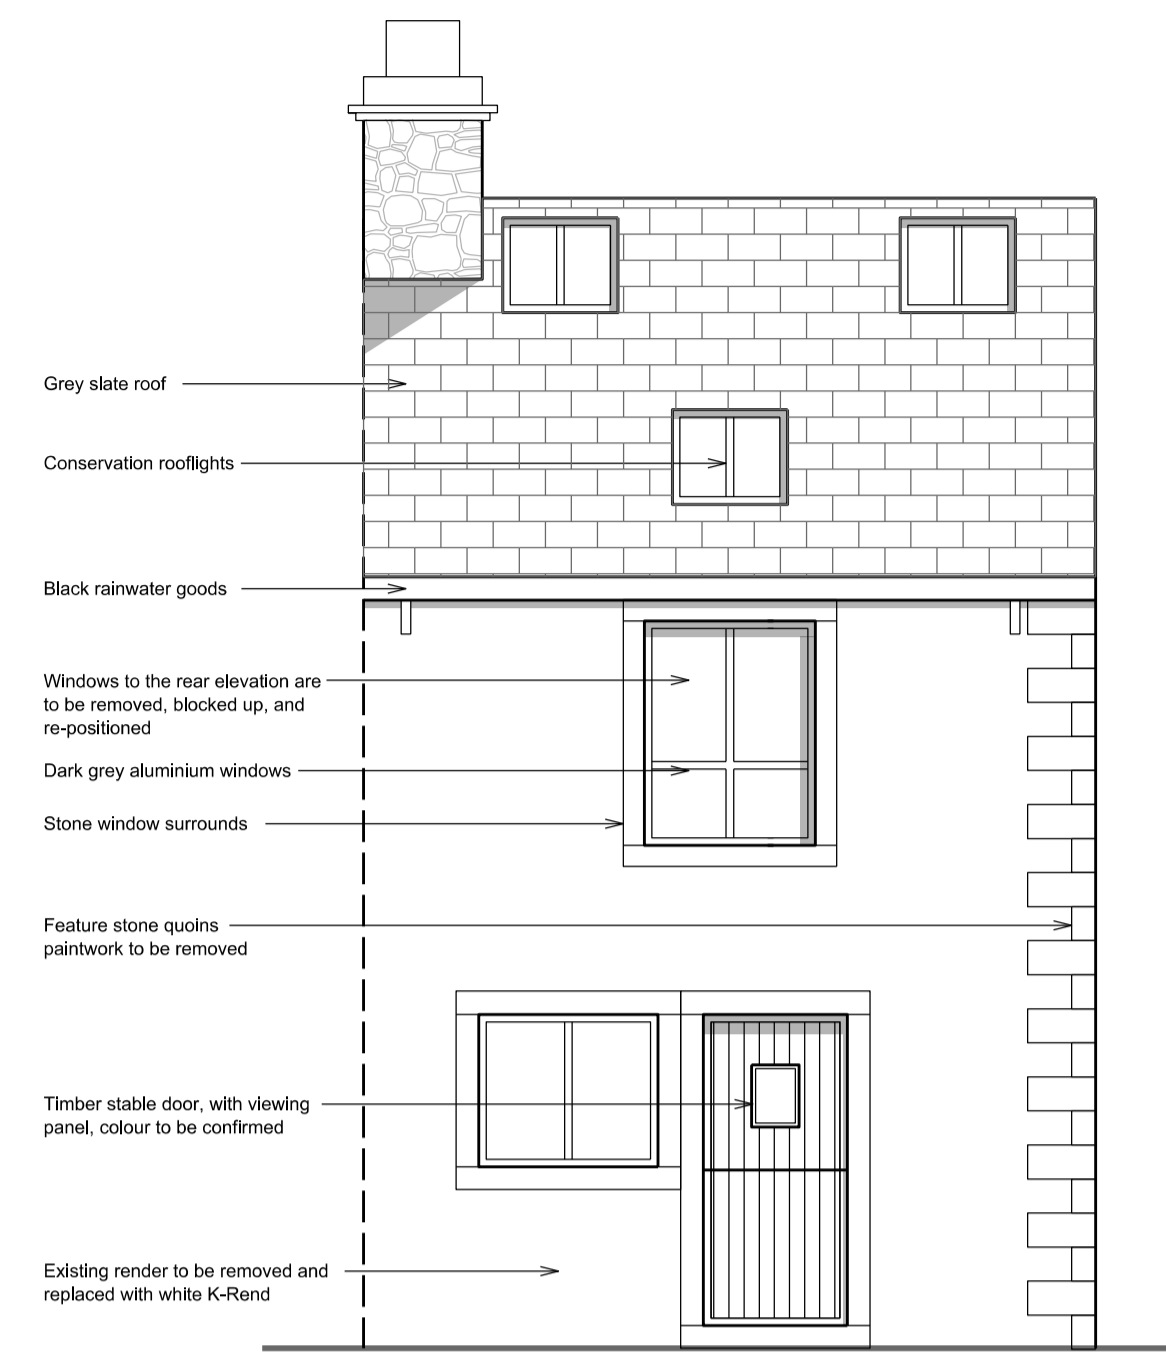 Grey slate roof
Conservation rooflights
Black rainwater goods
Windows to the rear elevation are
to be removed, blocked up, and
re-positioned
Dark grey aluminium windows
Stone window surrounds
Feature stone quoins
paintwork to be removed
Timber stable door, with viewing
panel, colour to be confirmed
Existing render to be removed and
replaced with white K-Rend